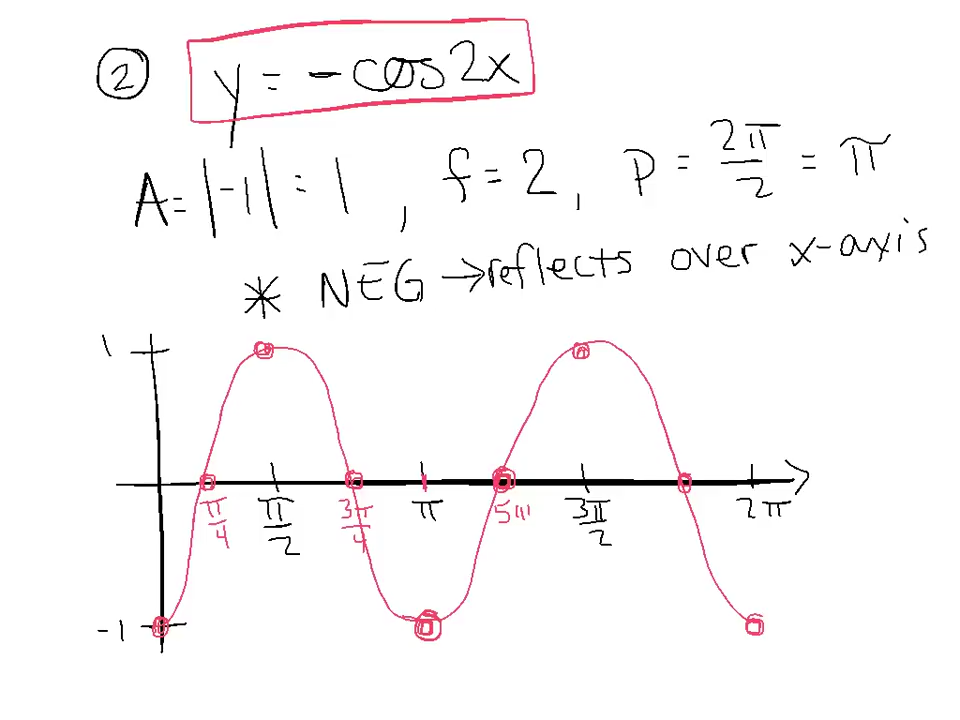 ② y = -cos2x
A = |-1| = 1 , f = 2 , P = 2π/2 = π
* NEG → reflects over x-axis
1
π/4 π/2 3π/4 π 5π 3π/2 2π
-1